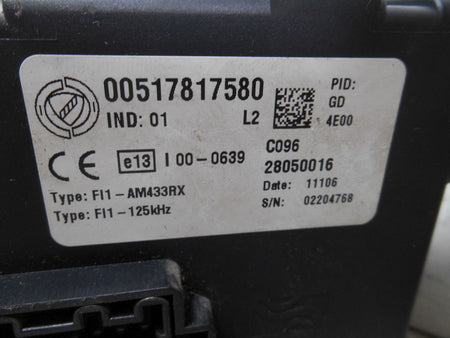 00517817580
PID:
GD
4E00
IND: 01 L2
CE e13 I 00-0639
C096
28050016
Type: FI1-AM433RX
Type: FI1-125kHz
Date: 11106
S/N: 02204768